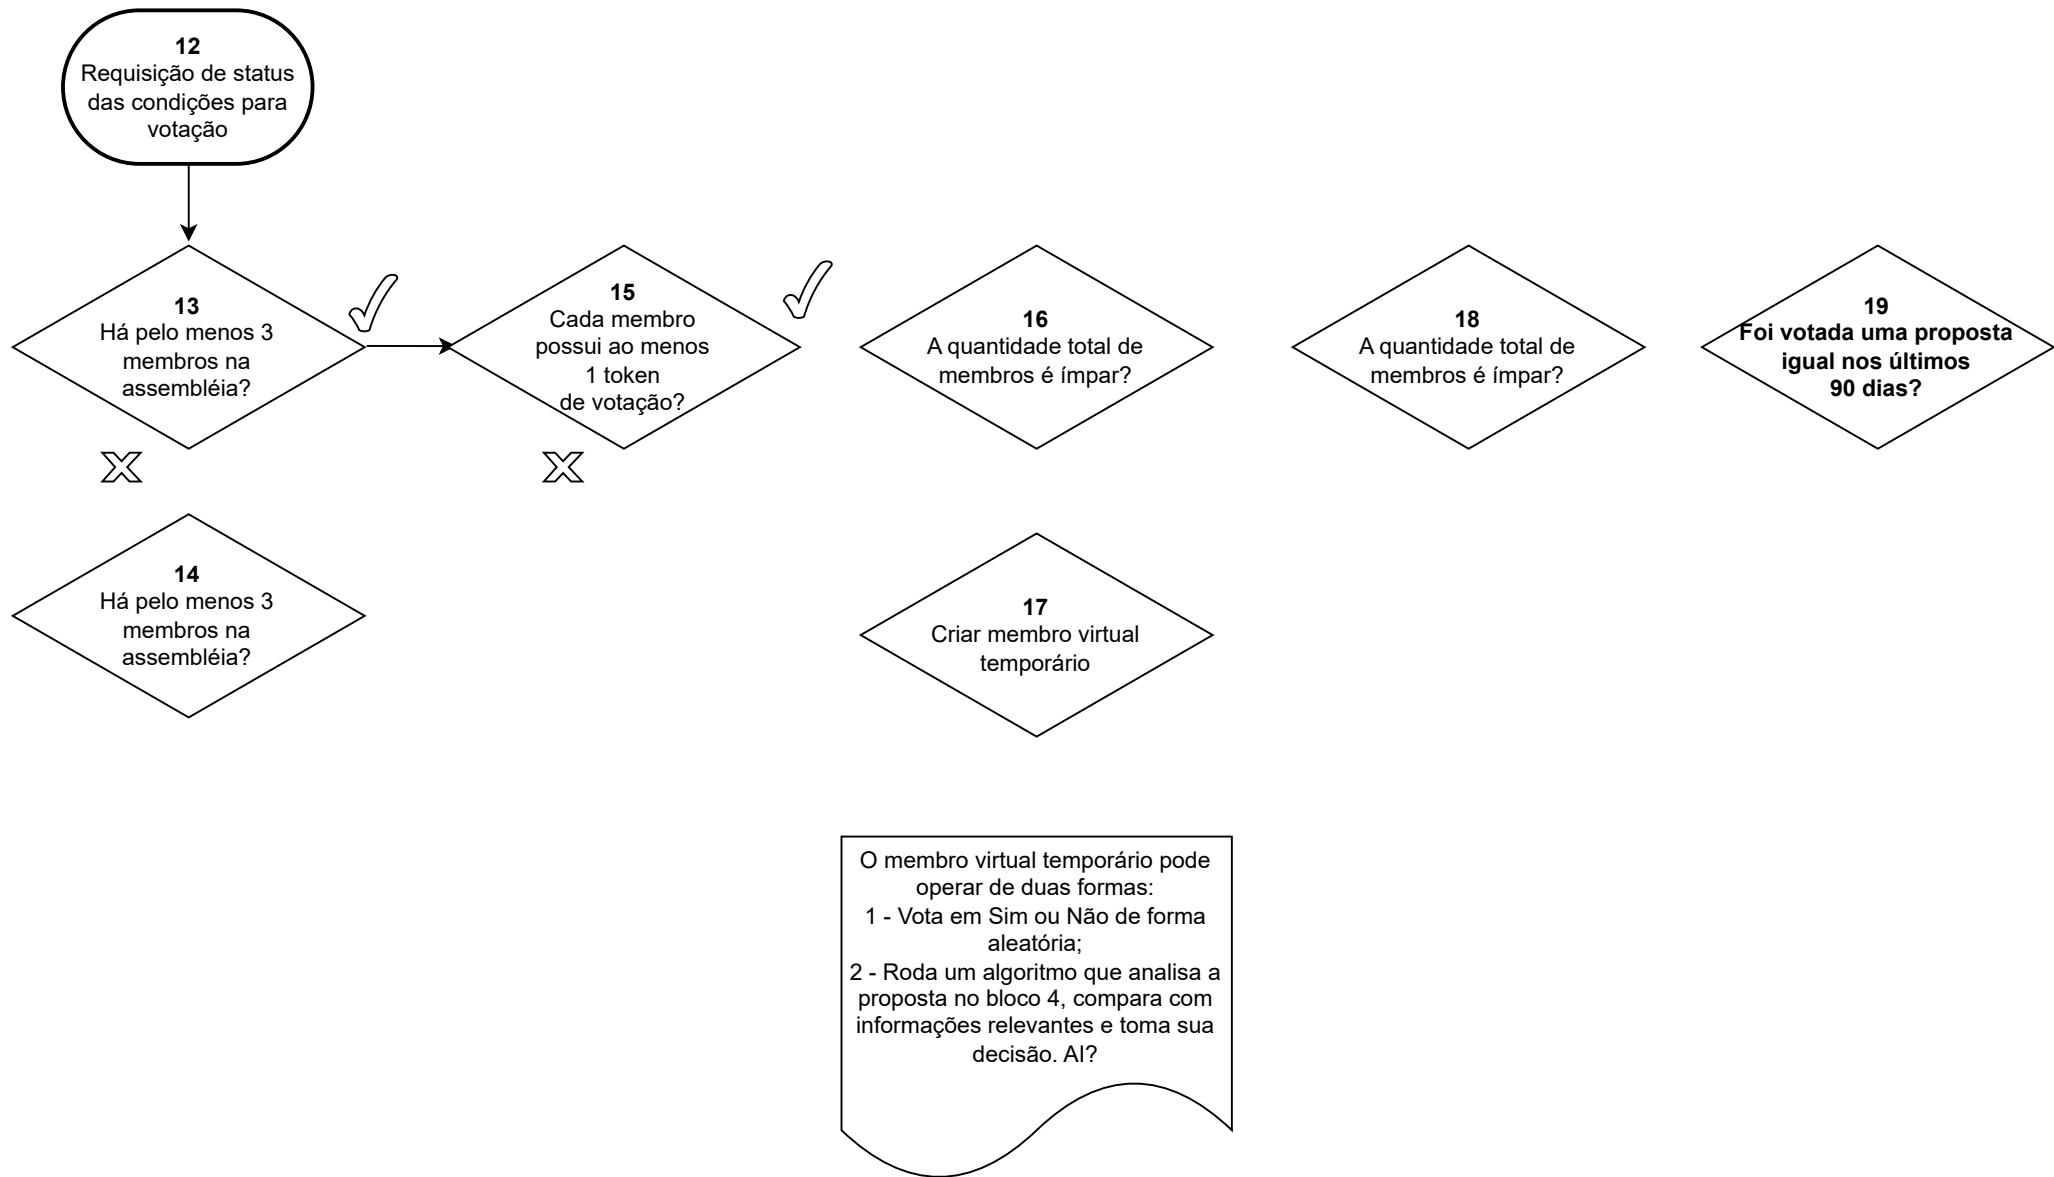 12
Requisição de status
das condições para
votação
13
Há pelo menos 3
membros na
assembléia?
15
Cada membro
possui ao menos
1 token
de votação?
16
A quantidade total de
membros é ímpar?
18
A quantidade total de
membros é ímpar?
19
Foi votada uma proposta
igual nos últimos
90 dias?
14
Há pelo menos 3
membros na
assembléia?
17
Criar membro virtual
temporário
O membro virtual temporário pode
operar de duas formas:
1 - Vota em Sim ou Não de forma
aleatória;
2 - Roda um algoritmo que analisa a
proposta no bloco 4, compara com
informações relevantes e toma sua
decisão. AI?